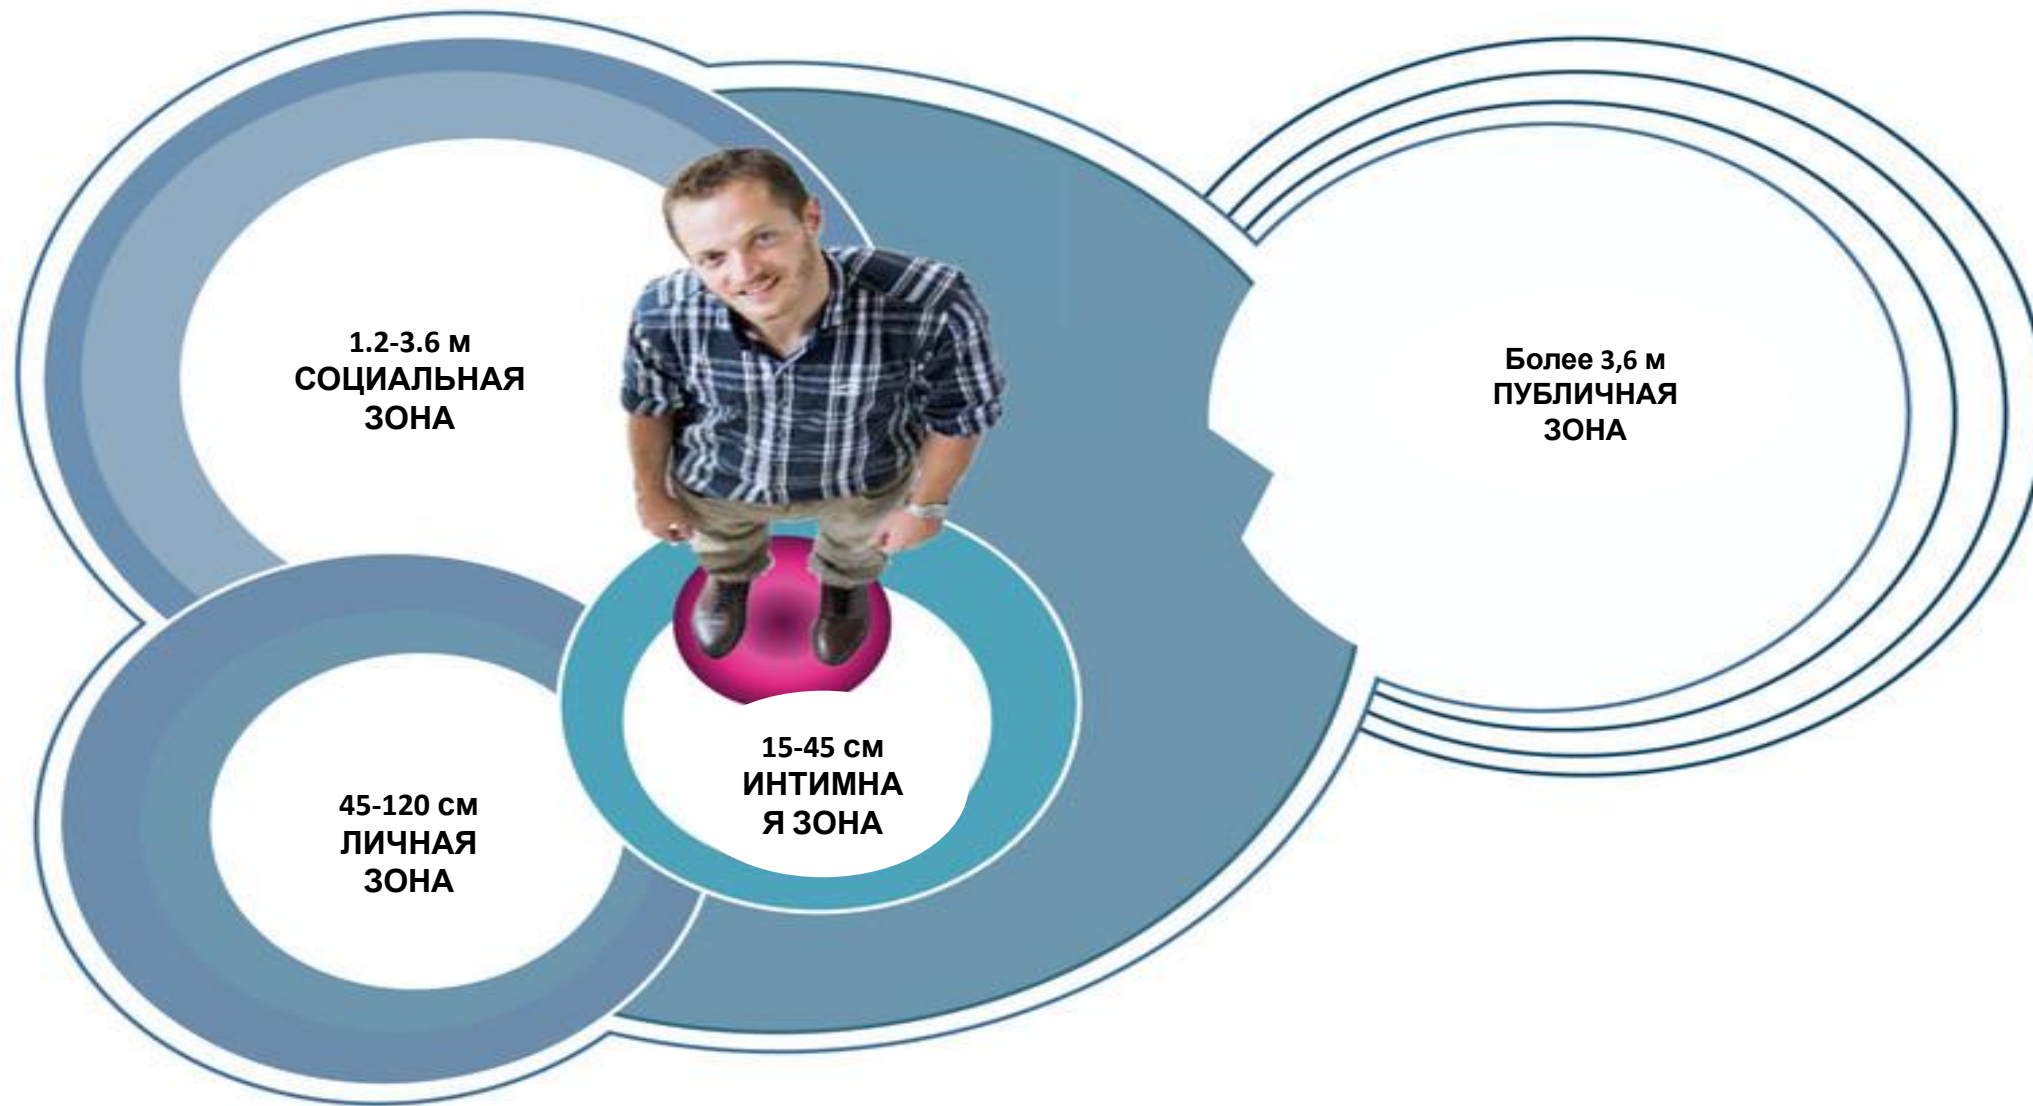 1.2-3.6 м
СОЦИАЛЬНАЯ
ЗОНА
Более 3,6 м
ПУБЛИЧНАЯ
ЗОНА
45-120 см
ЛИЧНАЯ
ЗОНА
15-45 см
ИНТИМНА
Я ЗОНА